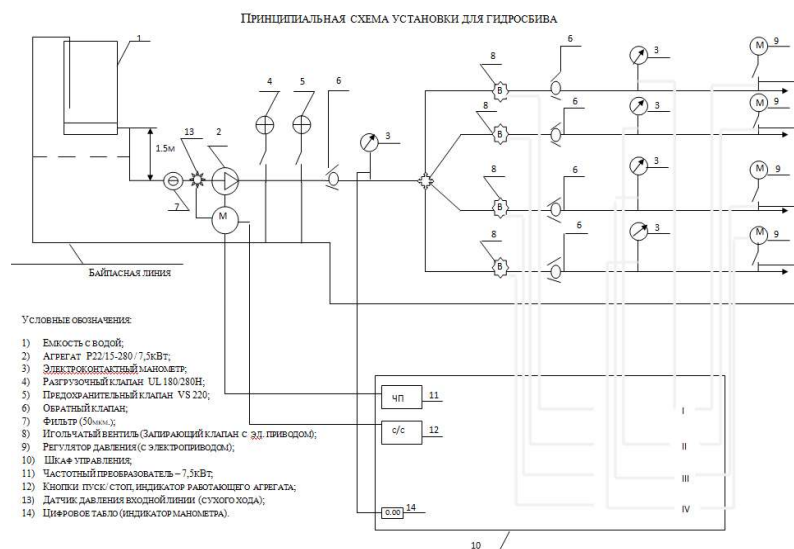 ПРИНЦИПИАЛЬНАЯ СХЕМА УСТАНОВКИ ДЛЯ ГИДРОСБИВА
1
8
6
3
М
9
4
5
6
В
13
2
3
8
6
3
М
9
1.5М
В
8
6
3
М
9
7
М
В
8
6
3
М
9
В
БАЙПАСНАЯ ЛИНИЯ
УСЛОВНЫЕ ОБОЗНАЧЕНИЯ:
1) ЕМКОСТЬ С ВОДОЙ;
2) АГРЕГАТ Р22/15-280 / 7,5КВТ;
3) ЭЛЕКТРОКОНТАКТНЫЙ МАНОМЕТР;
4) РАЗГРУЗОЧНЫЙ КЛАПАН UL 180/280H;
5) ПРЕДОХРАНИТЕЛЬНЫЙ КЛАПАН VS 220;
6) ОБРАТНЫЙ КЛАПАН;
7) ФИЛЬТР (50МКМ.);
8) ИГОЛЬЧАТЫЙ ВЕНТИЛЬ (ЗАПИРАЮЩИЙ КЛАПАН С ЭЛ. ПРИВОДОМ);
9) РЕГУЛЯТОР ДАВЛЕНИЯ (С ЭЛЕКТРОПРИВОДОМ);
10) ШКАФ УПРАВЛЕНИЯ;
11) ЧАСТОТНЫЙ ПРЕОБРАЗОВАТЕЛЬ – 7,5КВТ;
12) КНОПКИ ПУСК/ СТОП, ИНДИКАТОР РАБОТАЮЩЕГО АГРЕГАТА;
13) ДАТЧИК ДАВЛЕНИЯ ВХОДНОЙ ЛИНИИ (СУХОГО ХОДА);
14) ЦИФРОВОЕ ТАБЛО (ИНДИКАТОР МАНОМЕТРА).
ЧП
11
с/с
12
0.00
14
I
II
III
IV
10